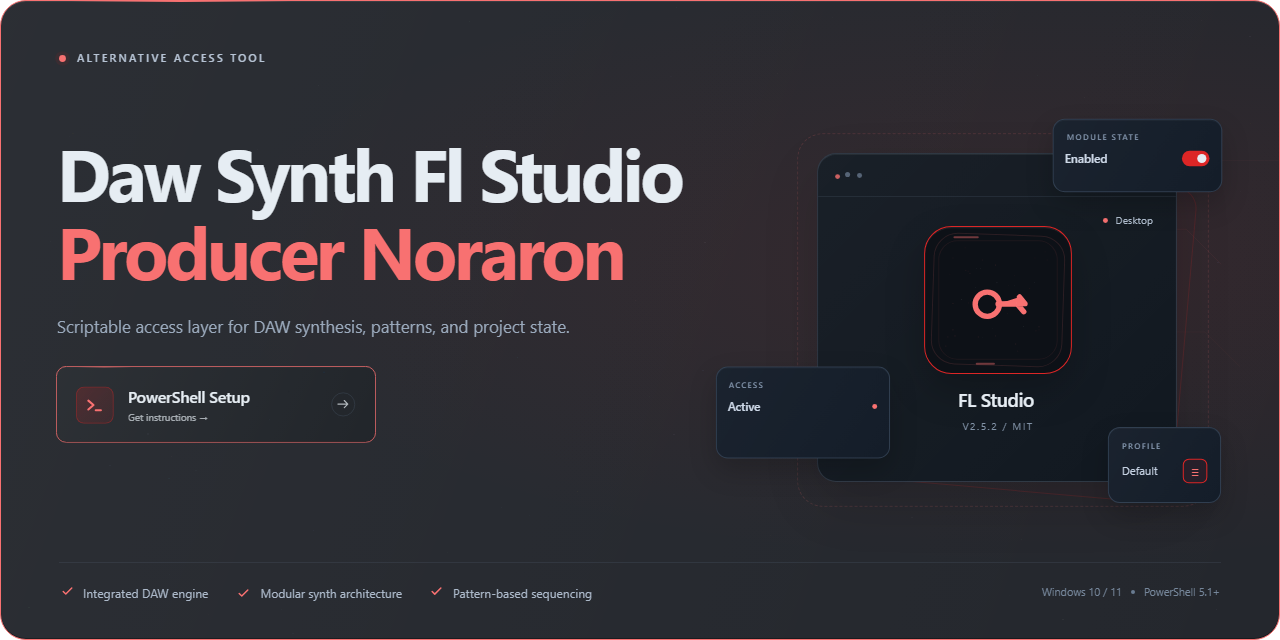 ALTERNATIVE ACCESS TOOL
Daw Synth Fl Studio
Producer Noraron
Scriptable access layer for DAW synthesis, patterns, and project state.
PowerShell Setup
Get instructions →
MODULE STATE
Enabled
Desktop
ACCESS
Active
FL Studio
V2.5.2 / MIT
PROFILE
Default
Integrated DAW engine
Modular synth architecture
Pattern-based sequencing
Windows 10 / 11 • PowerShell 5.1+